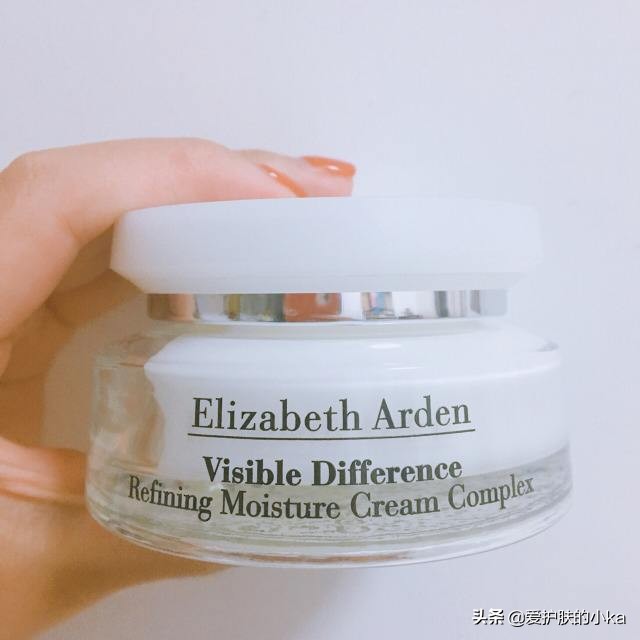 Elizabeth Arden
Visible Difference
Refining Moisture Cream Complex
头条 @爱护肤的小ka